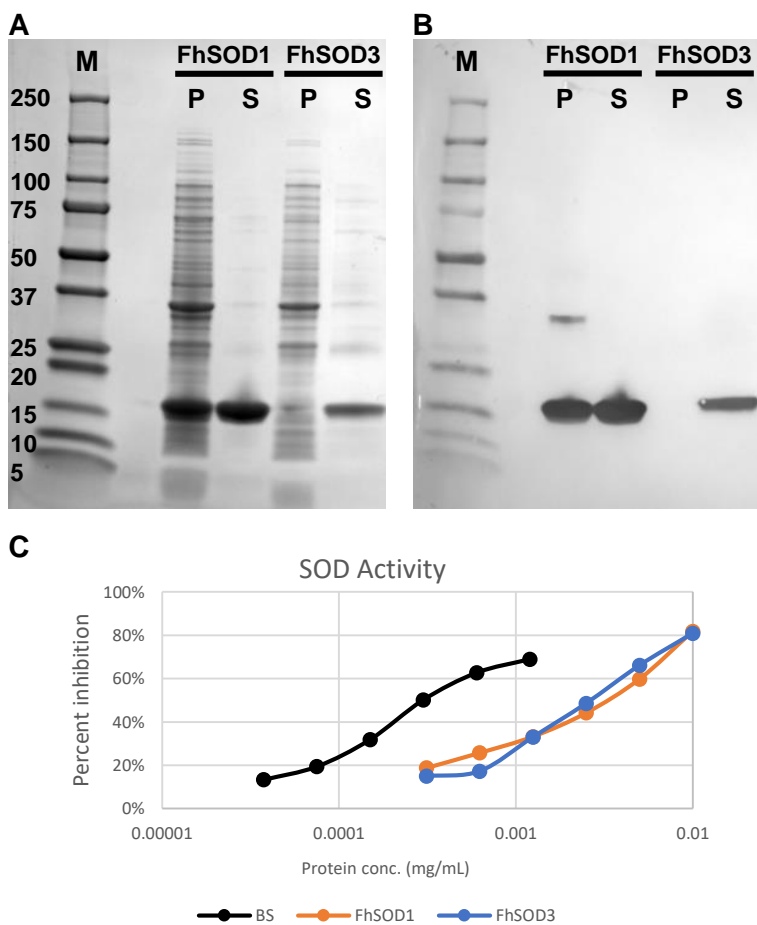 A
B
FhSOD1 FhSOD3
M
P S P S
250
150
100
75
50
37
25
20
15
10
5
FhSOD1 FhSOD3
M
P S P S
C
SOD Activity
Percent inhibition
100%
80%
60%
40%
20%
0%
0.00001 0.0001 0.001 0.01
Protein conc. (mg/mL)
BS FhSOD1 FhSOD3